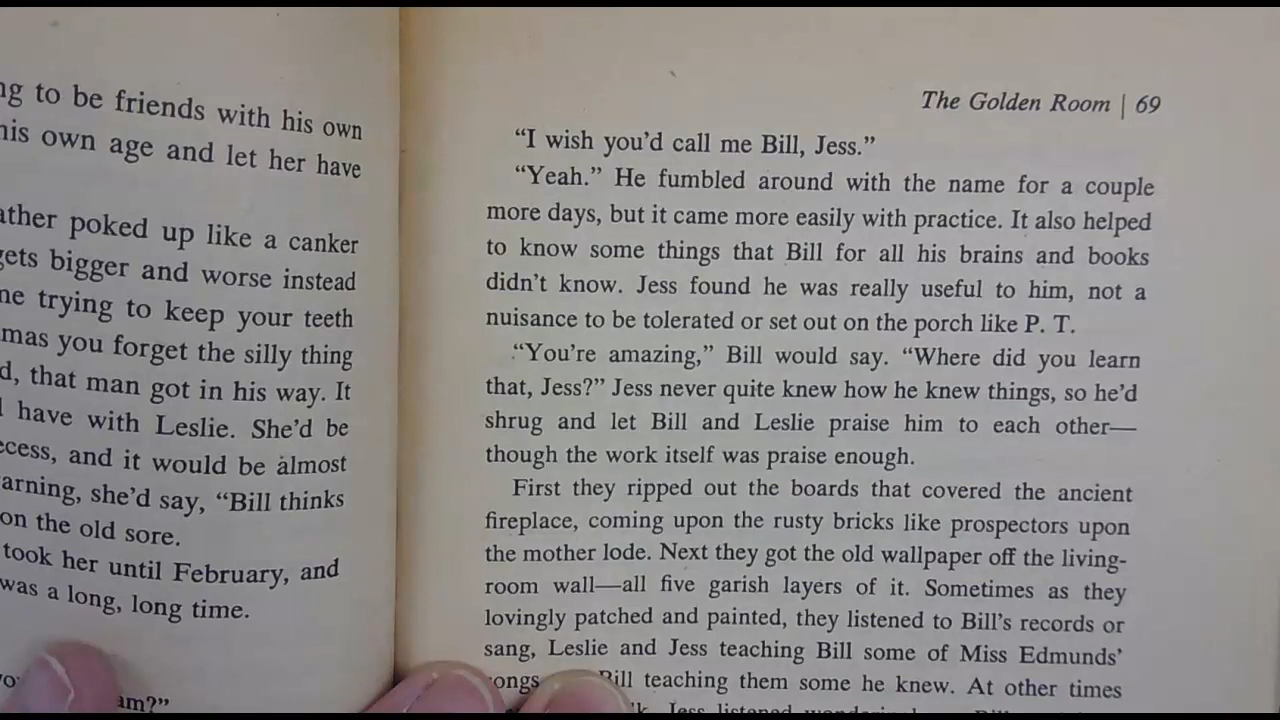 ng to be friends with his own
his own age and let her have
ather poked up like a canker
gets bigger and worse instead
ne trying to keep your teeth
mas you forget the silly thing
d, that man got in his way. It
l have with Leslie. She'd be
ecess, and it would be almost
arning, she'd say, “Bill thinks
on the old sore.
took her until February, and
was a long, long time.
am?”
The Golden Room | 69
“I wish you'd call me Bill, Jess.”
“Yeah.” He fumbled around with the name for a couple
more days, but it came more easily with practice. It also helped
to know some things that Bill for all his brains and books
didn't know. Jess found he was really useful to him, not a
nuisance to be tolerated or set out on the porch like P. T.
“You're amazing,” Bill would say. “Where did you learn
that, Jess?” Jess never quite knew how he knew things, so he'd
shrug and let Bill and Leslie praise him to each other—
though the work itself was praise enough.
First they ripped out the boards that covered the ancient
fireplace, coming upon the rusty bricks like prospectors upon
the mother lode. Next they got the old wallpaper off the living-
room wall—all five garish layers of it. Sometimes as they
lovingly patched and painted, they listened to Bill's records or
sang, Leslie and Jess teaching Bill some of Miss Edmunds'
songs Bill teaching them some he knew. At other times
Jess listened